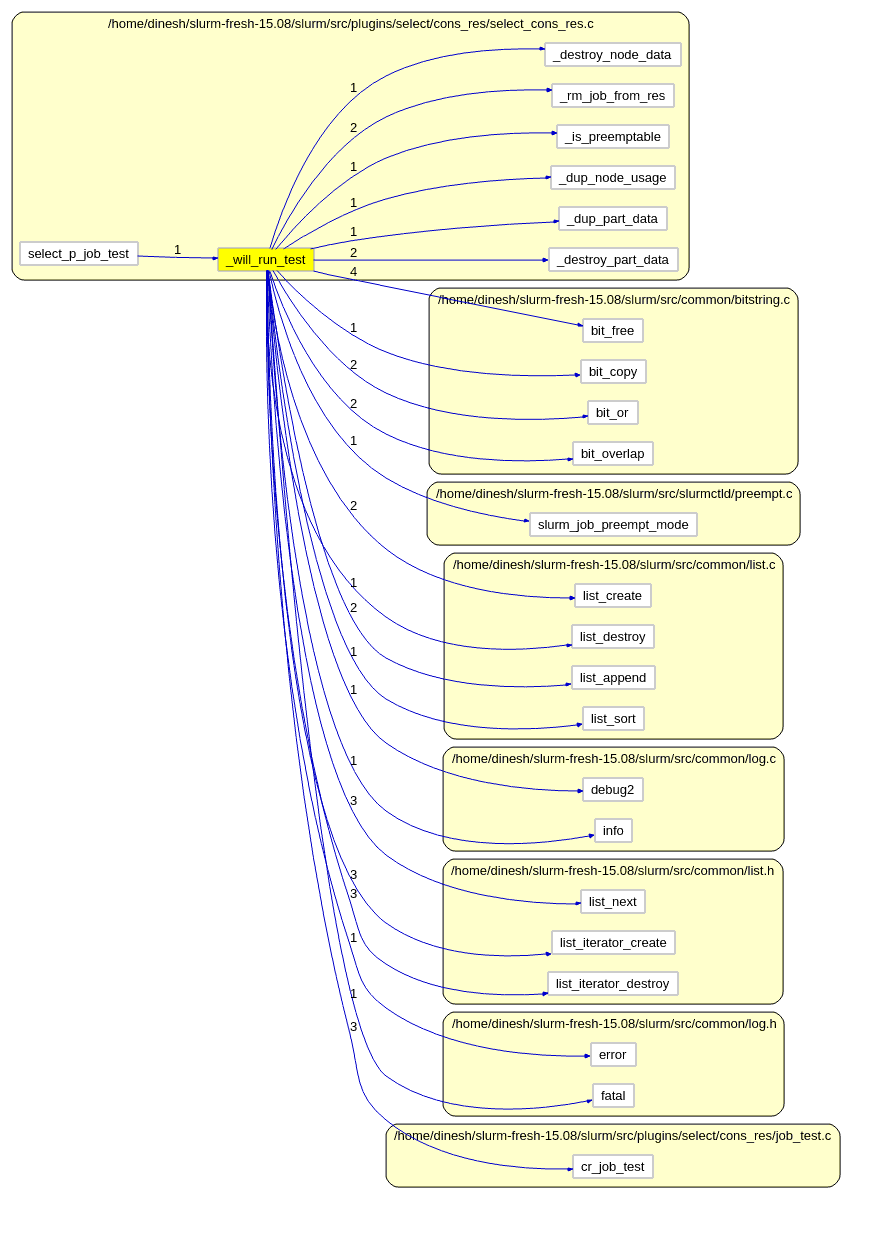 /home/dinesh/slurm-fresh-15.08/slurm/src/plugins/select/cons_res/select_cons_res.c
_destroy_node_data
1
_rm_job_from_res
2
_is_preemptable
1
_dup_node_usage
1
_dup_part_data
1
select_p_job_test
1
_will_run_test
2
_destroy_part_data
4
/home/dinesh/slurm-fresh-15.08/slurm/src/common/bitstring.c
bit_free
1
bit_copy
2
bit_or
2
bit_overlap
1
/home/dinesh/slurm-fresh-15.08/slurm/src/slurmctld/preempt.c
slurm_job_preempt_mode
2
/home/dinesh/slurm-fresh-15.08/slurm/src/common/list.c
list_create
1
list_destroy
2
list_append
1
list_sort
1
/home/dinesh/slurm-fresh-15.08/slurm/src/common/log.c
debug2
1
info
3
/home/dinesh/slurm-fresh-15.08/slurm/src/common/list.h
list_next
3
list_iterator_create
3
list_iterator_destroy
1
/home/dinesh/slurm-fresh-15.08/slurm/src/common/log.h
error
1
fatal
3
/home/dinesh/slurm-fresh-15.08/slurm/src/plugins/select/cons_res/job_test.c
cr_job_test